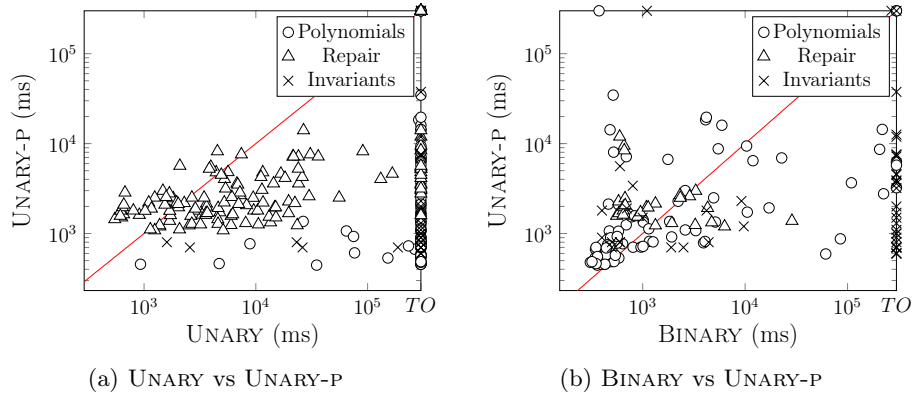 10^5
10^4
10^3
UNARY-P (ms)
Polynomials
Repair
Invariants
10^3 10^4 10^5 TO
UNARY (ms)
(a) UNARY vs UNARY-P
10^5
10^4
10^3
UNARY-P (ms)
Polynomials
Repair
Invariants
10^3 10^4 10^5 TO
BINARY (ms)
(b) BINARY vs UNARY-P